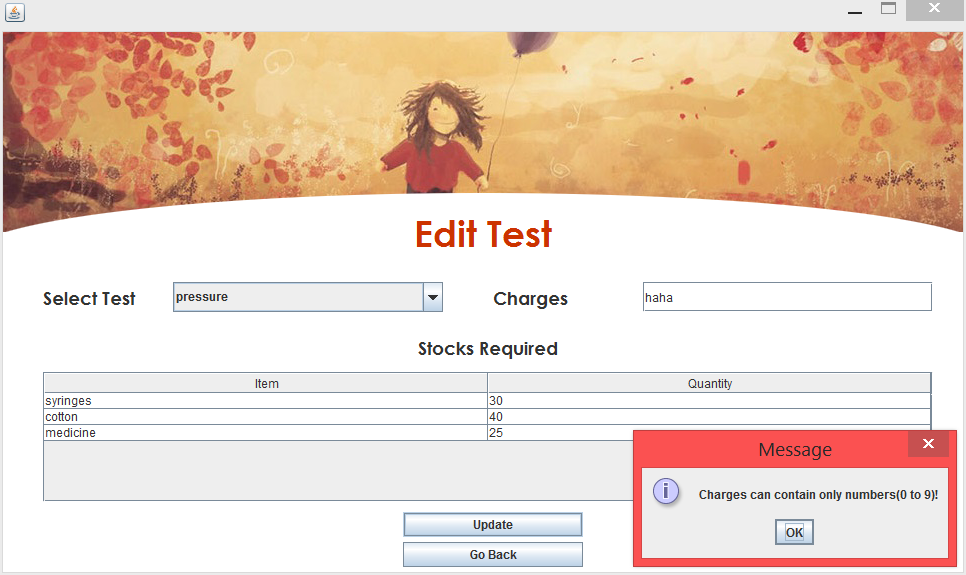 Edit Test
Select Test pressure Charges haha
Stocks Required
Item Quantity
syringes 30
cotton 40
medicine 25
Message
Charges can contain only numbers(0 to 9)!
OK
Update
Go Back